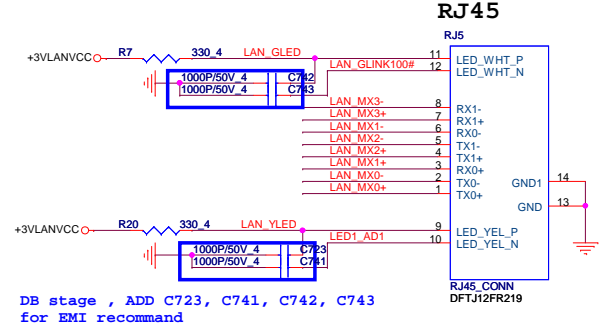 RJ45
RJ5
+3VLANVCC R7 330_4 LAN_GLED 11 LED_WHT_P
LAN_GLINK100# 12 LED_WHT_N
1000P/50V_4 C742
1000P/50V_4 C743
LAN_MX3- 8 RX1-
LAN_MX3+ 7 RX1+
LAN_MX1- 6 RX0-
LAN_MX2- 5 TX1-
LAN_MX2+ 4 TX1+
LAN_MX1+ 3 RX0+
LAN_MX0- 2 TX0- GND1 14
LAN_MX0+ 1 TX0+
GND 13
+3VLANVCC R20 330_4 LAN_YLED 9 LED_YEL_P
LED1_AD1 10 LED_YEL_N
1000P/50V_4 C723
1000P/50V_4 C741
RJ45_CONN
DFTJ12FR219
DB stage , ADD C723, C741, C742, C743
for EMI recommand